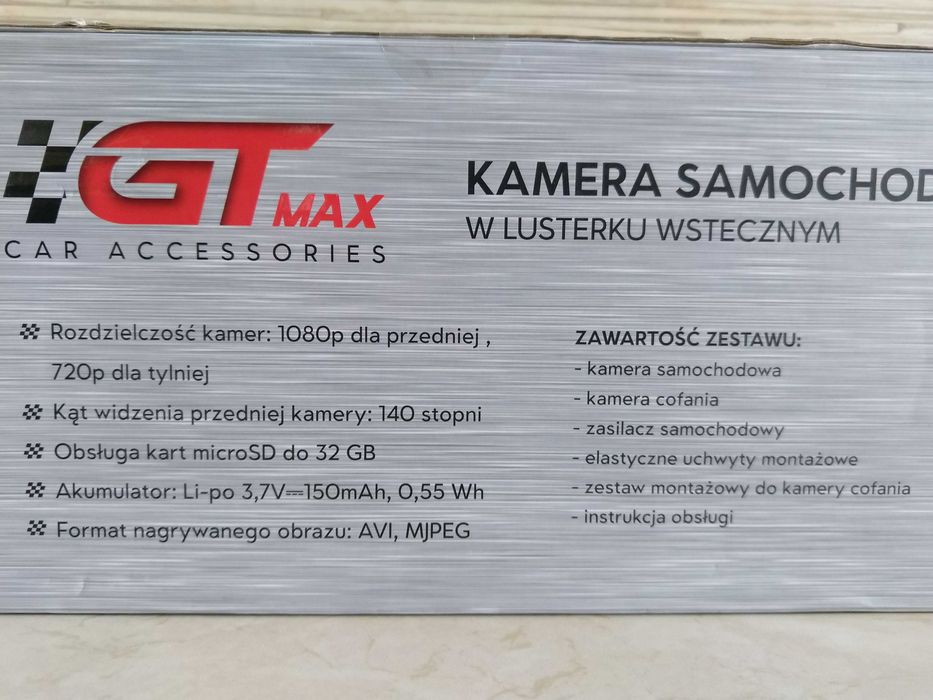 GT MAX
CAR ACCESSORIES
KAMERA SAMOCHOD
W LUSTERKU WSTECZNYM
Rozdzielczość kamer: 1080p dla przedniej ,
720p dla tylniej
Kąt widzenia przedniej kamery: 140 stopni
Obsługa kart microSD do 32 GB
Akumulator: Li-po 3,7V⎓150mAh, 0,55 Wh
Format nagrywanego obrazu: AVI, MJPEG
ZAWARTOŚĆ ZESTAWU:
- kamera samochodowa
- kamera cofania
- zasilacz samochodowy
- elastyczne uchwyty montażowe
- zestaw montażowy do kamery cofania
- instrukcja obsługi